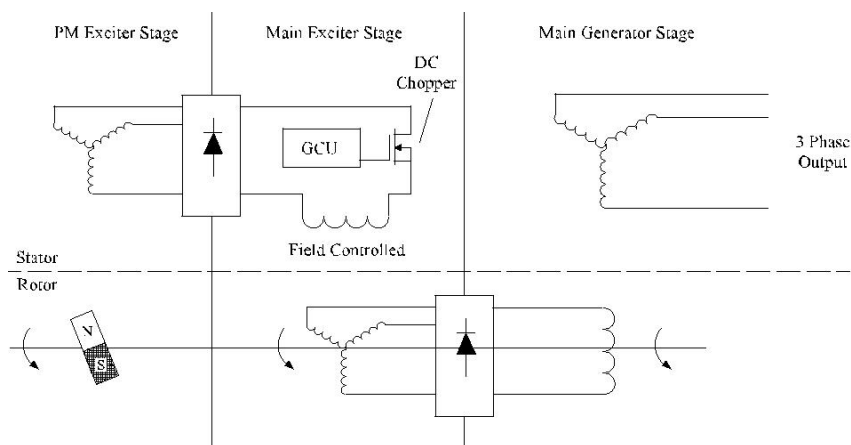 PM Exciter Stage
Main Exciter Stage
Main Generator Stage
DC
Chopper
GCU
3 Phase
Output
Field Controlled
Stator
Rotor
N
S